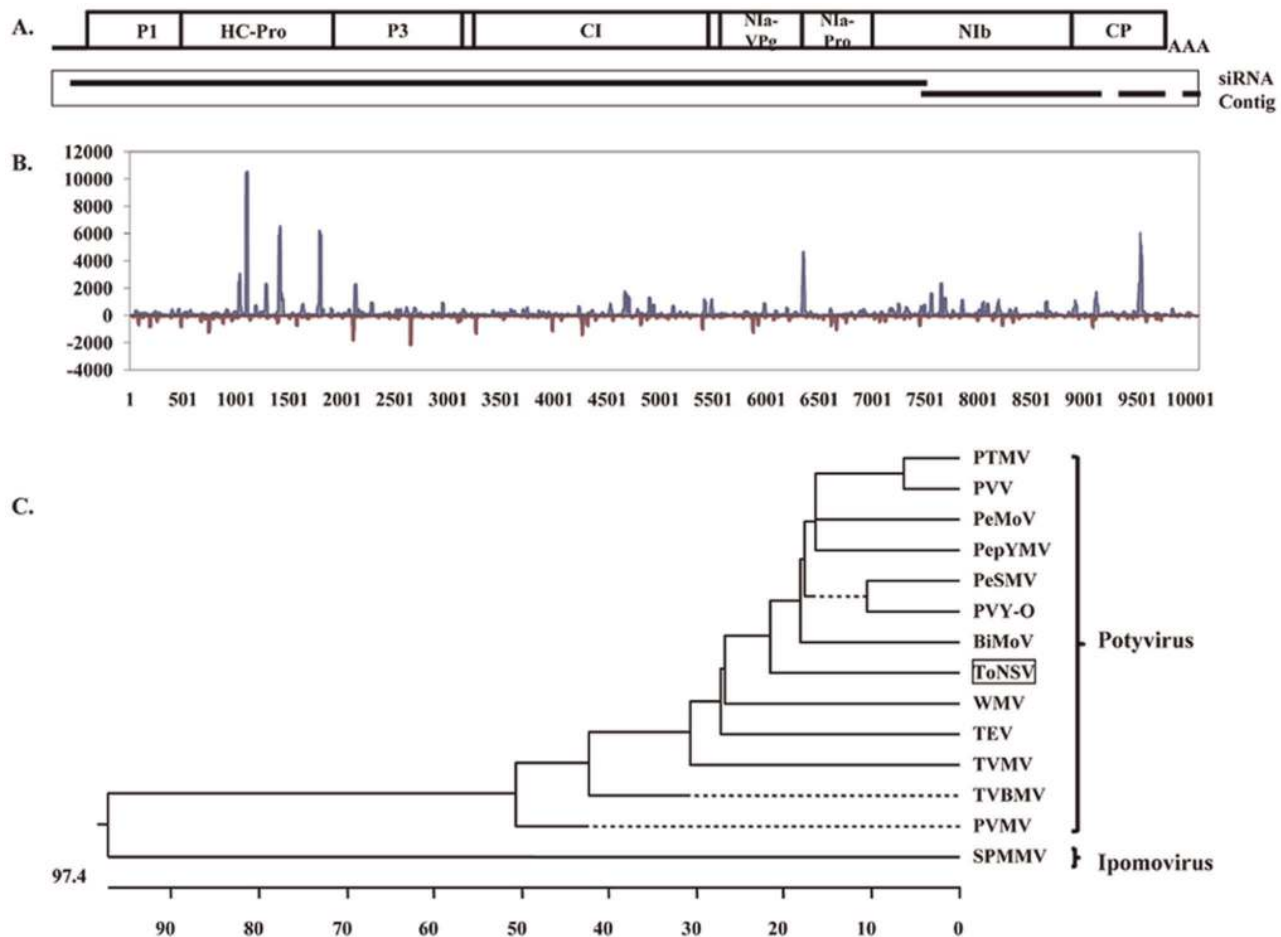 A.
P1 HC-Pro P3 CI NIa-VPg NIa-Pro NIb CP
AAA
siRNA
Contig
B.
12000
10000
8000
6000
4000
2000
0
-2000
-4000
1 501 1001 1501 2001 2501 3001 3501 4001 4501 5001 5501 6001 6501 7001 7501 8001 8501 9001 9501 10001
C.
PTMV
PVV
PeMoV
PepYMV
PeSMV
PVY-O
BiMoV
ToNSV
WMV
TEV
TVMV
TVBMV
PVMV
SPMMV
Potyvirus
Ipomovirus
97.4
90 80 70 60 50 40 30 20 10 0